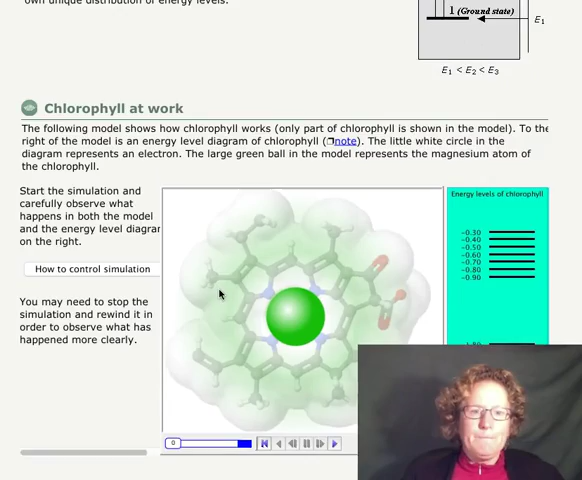 own unique distribution of energy levels.
1 (Ground state)
E1
E1 < E2 < E3
Chlorophyll at work
The following model shows how chlorophyll works (only part of chlorophyll is shown in the model). To the
right of the model is an energy level diagram of chlorophyll (note). The little white circle in the
diagram represents an electron. The large green ball in the model represents the magnesium atom of
the chlorophyll.
Start the simulation and
carefully observe what
happens in both the model
and the energy level diagram
on the right.
How to control simulation
You may need to stop the
simulation and rewind it in
order to observe what has
happened more clearly.
Energy levels of chlorophyll
-0.30
-0.40
-0.50
-0.60
-0.70
-0.80
-0.90
0